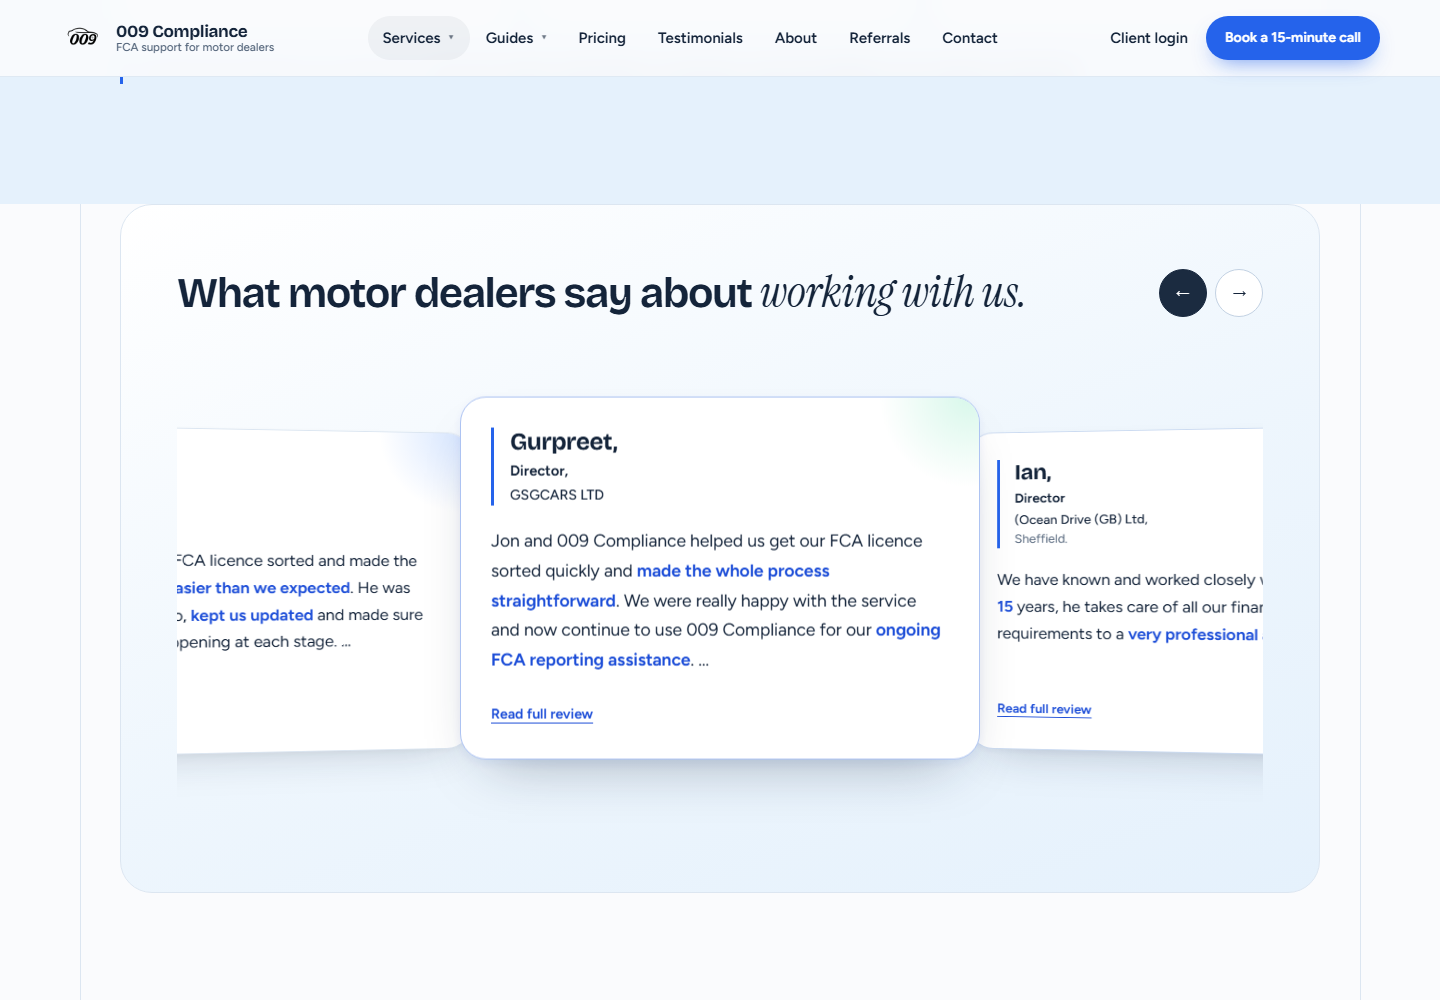 009
009 Compliance
FCA support for motor dealers
Services
Guides
Pricing
Testimonials
About
Referrals
Contact
Client login
Book a 15-minute call
What motor dealers say about working with us.
← →
FCA licence sorted and made the
asier than we expected. He was
o, kept us updated and made sure
pening at each stage. ...
Gurpreet,
Director,
GSGCARS LTD
Jon and 009 Compliance helped us get our FCA licence
sorted quickly and made the whole process
straightforward. We were really happy with the service
and now continue to use 009 Compliance for our ongoing
FCA reporting assistance. ...
Read full review
Ian,
Director
(Ocean Drive (GB) Ltd,
Sheffield.
We have known and worked closely
15 years, he takes care of all our finan
requirements to a very professional
Read full review